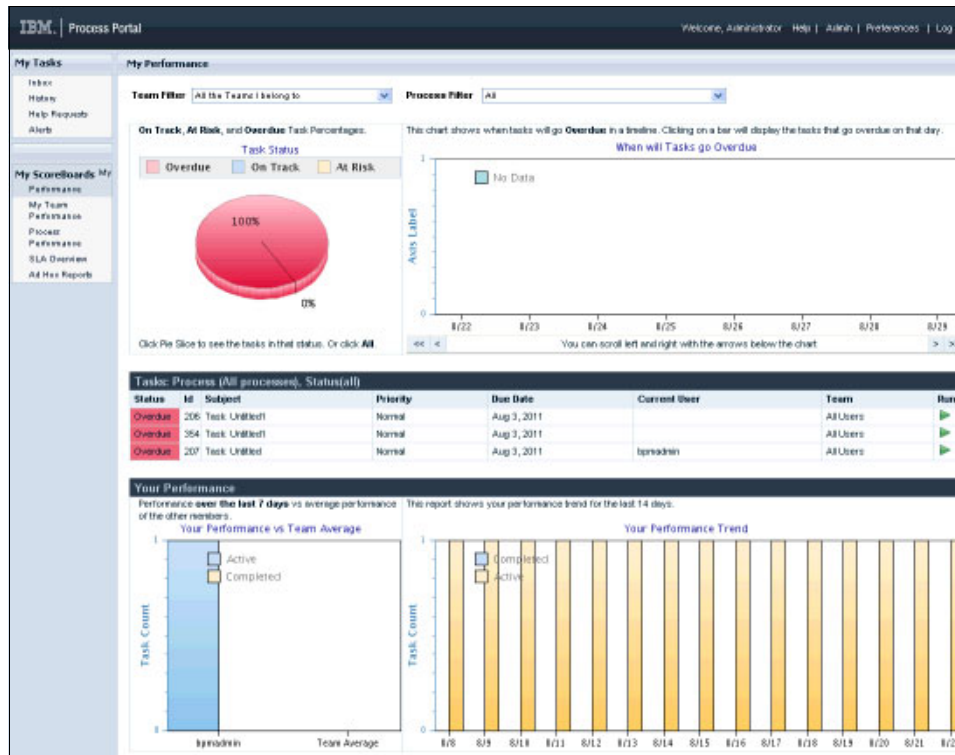 IBM. Process Portal
Welcome, Administrator Help | Admin | Preferences | Log
My Tasks
Inbox
History
Help Requests
Alerts
My ScoreBoards My
Performance
My Team
Performance
Process
Performance
SLA Overview
Ad Hoc Reports
My Performance
Team Filter All the Teams I belong to
Process Filter All
On Track, At Risk, and Overdue Task Percentages.
Task Status
Overdue On Track At Risk
100%
0%
Click Pie Slice to see the tasks in that status. Or click All
This chart shows when tasks will go Overdue in a timeline. Clicking on a bar will display the tasks that go overdue on that day.
When will Tasks go Overdue
No Data
Axis Label
1
0
8/22 8/23 8/24 8/25 8/26 8/27 8/28 8/29
<< < You can scroll left and right with the arrows below the chart > >
Tasks: Process (All processes), Status(all)
Status Id Subject Priority Due Date Current User Team Run
Overdue 206 Task: Untitled1 Normal Aug 3, 2011 All Users
Overdue 354 Task: Untitled1 Normal Aug 3, 2011 All Users
Overdue 207 Task: Untitled Normal Aug 3, 2011 bpmadmin All Users
Your Performance
Performance over the last 7 days vs average performance
of the other members.
Your Performance vs Team Average
Active
Completed
Task Count
1
0
bpmadmin Team Average
This report shows your performance trend for the last 14 days.
Your Performance Trend
Completed
Active
Task Count
1
0
8/8 8/9 8/10 8/11 8/12 8/13 8/14 8/15 8/16 8/17 8/18 8/19 8/20 8/21